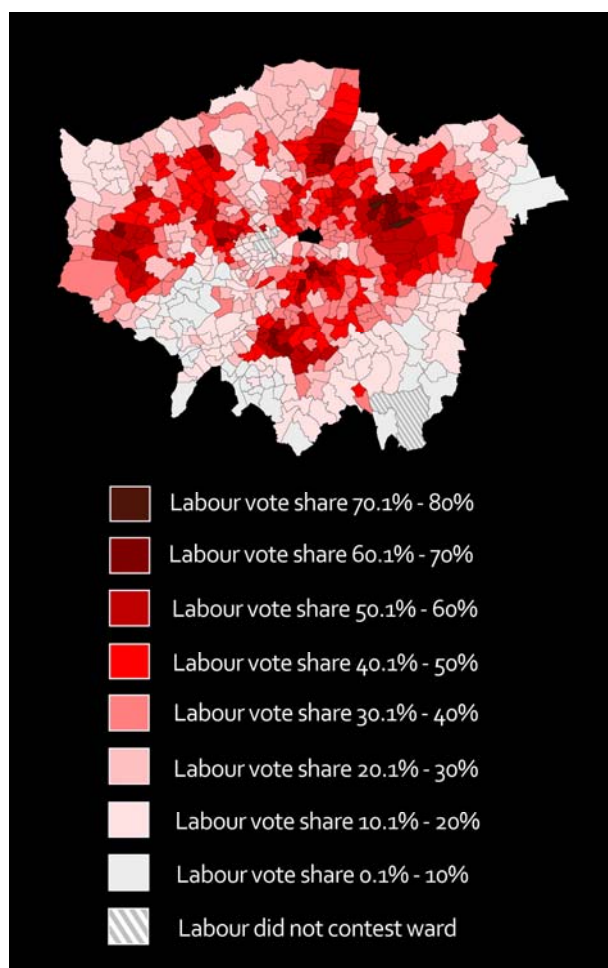 Labour vote share 70.1% - 80%
Labour vote share 60.1% - 70%
Labour vote share 50.1% - 60%
Labour vote share 40.1% - 50%
Labour vote share 30.1% - 40%
Labour vote share 20.1% - 30%
Labour vote share 10.1% - 20%
Labour vote share 0.1% - 10%
Labour did not contest ward